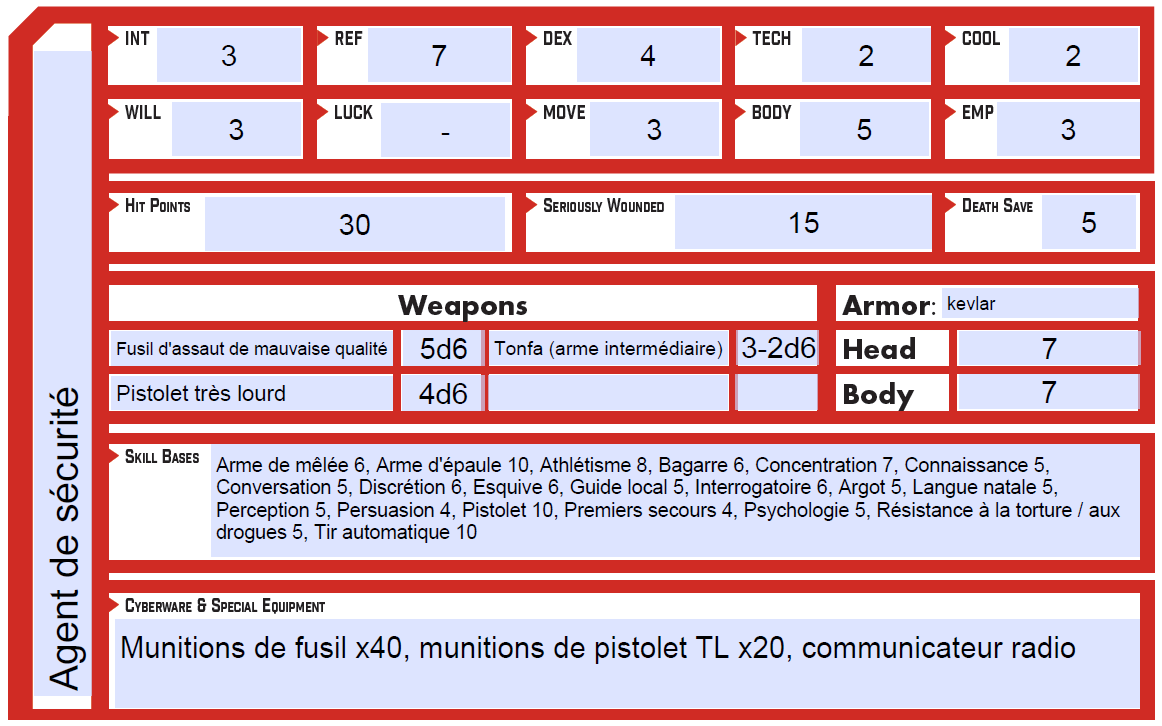 Agent de sécurité
INT 3 REF 7 DEX 4 TECH 2 COOL 2
WILL 3 LUCK - MOVE 3 BODY 5 EMP 3
Hit Points 30 Seriously Wounded 15 Death Save 5
Weapons Armor: kevlar
Fusil d'assaut de mauvaise qualité 5d6 Tonfa (arme intermédiaire) 3-2d6 Head 7
Pistolet très lourd 4d6 Body 7
Skill Bases
Arme de mêlée 6, Arme d'épaule 10, Athlétisme 8, Bagarre 6, Concentration 7, Connaissance 5,
Conversation 5, Discrétion 6, Esquive 6, Guide local 5, Interrogatoire 6, Argot 5, Langue natale 5,
Perception 5, Persuasion 4, Pistolet 10, Premiers secours 4, Psychologie 5, Résistance à la torture / aux
drogues 5, Tir automatique 10
Cyberware & Special Equipment
Munitions de fusil x40, munitions de pistolet TL x20, communicateur radio